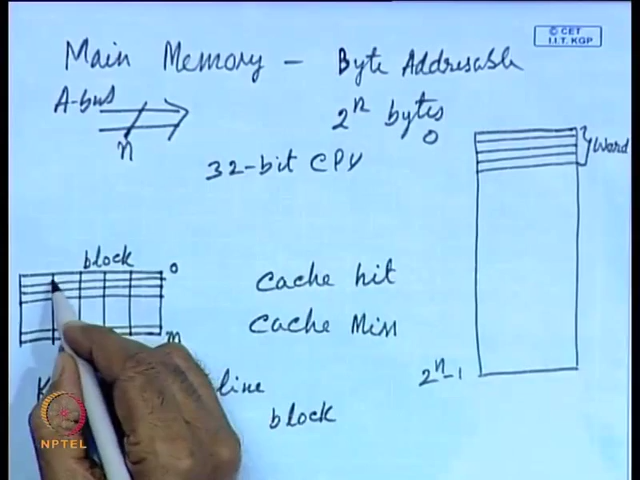 © CET
I.I.T. KGP
Main Memory - Byte Addresable
A-bus
n
2^n bytes
0
Word
32-bit CPU
block
0
Cache hit
Cache Miss
m
2^n-1
K
line
block
NPTEL